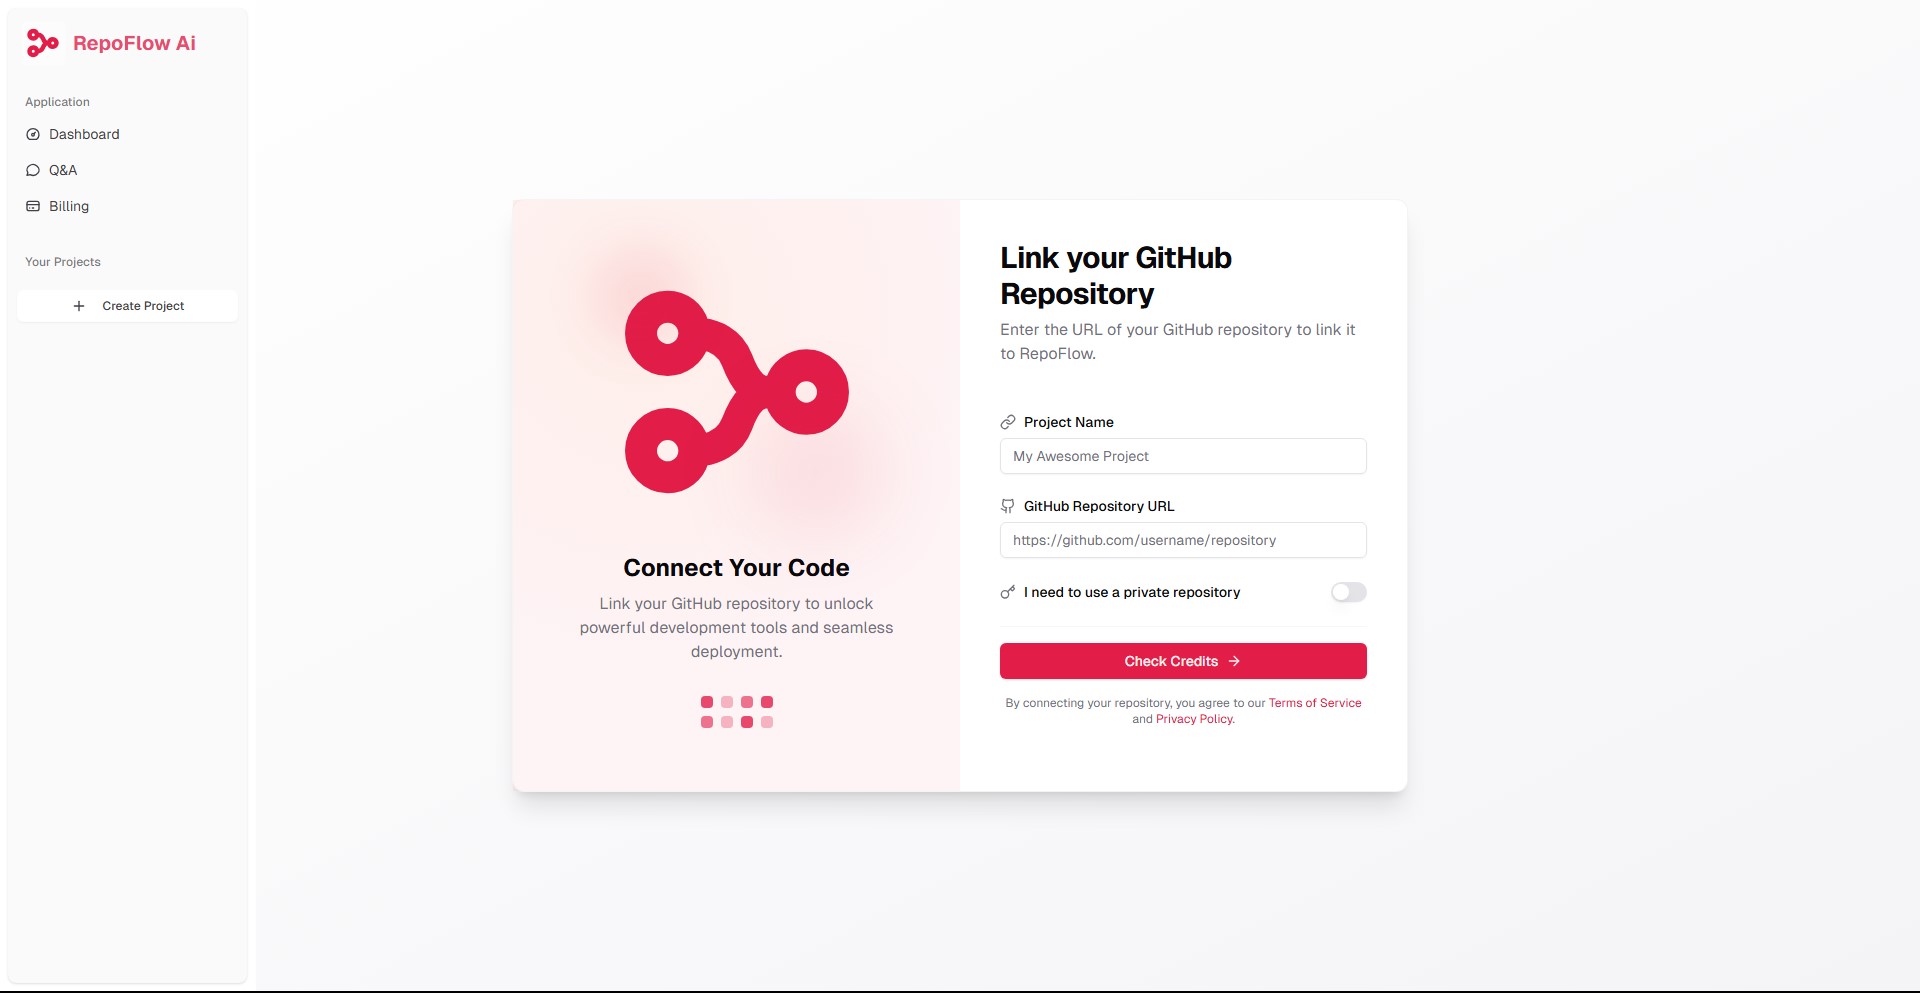 RepoFlow Ai
Application
Dashboard
Q&A
Billing
Your Projects
Create Project
Connect Your Code
Link your GitHub repository to unlock
powerful development tools and seamless
deployment.
Link your GitHub
Repository
Enter the URL of your GitHub repository to link it
to RepoFlow.
Project Name
My Awesome Project
GitHub Repository URL
https://github.com/username/repository
I need to use a private repository
Check Credits
By connecting your repository, you agree to our Terms of Service
and Privacy Policy.